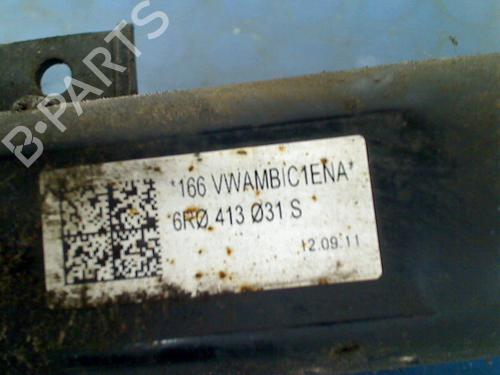 B-PARTS
*166 VWAMBIC1ENA*
6RØ 413 Ø31 S
12.09.11